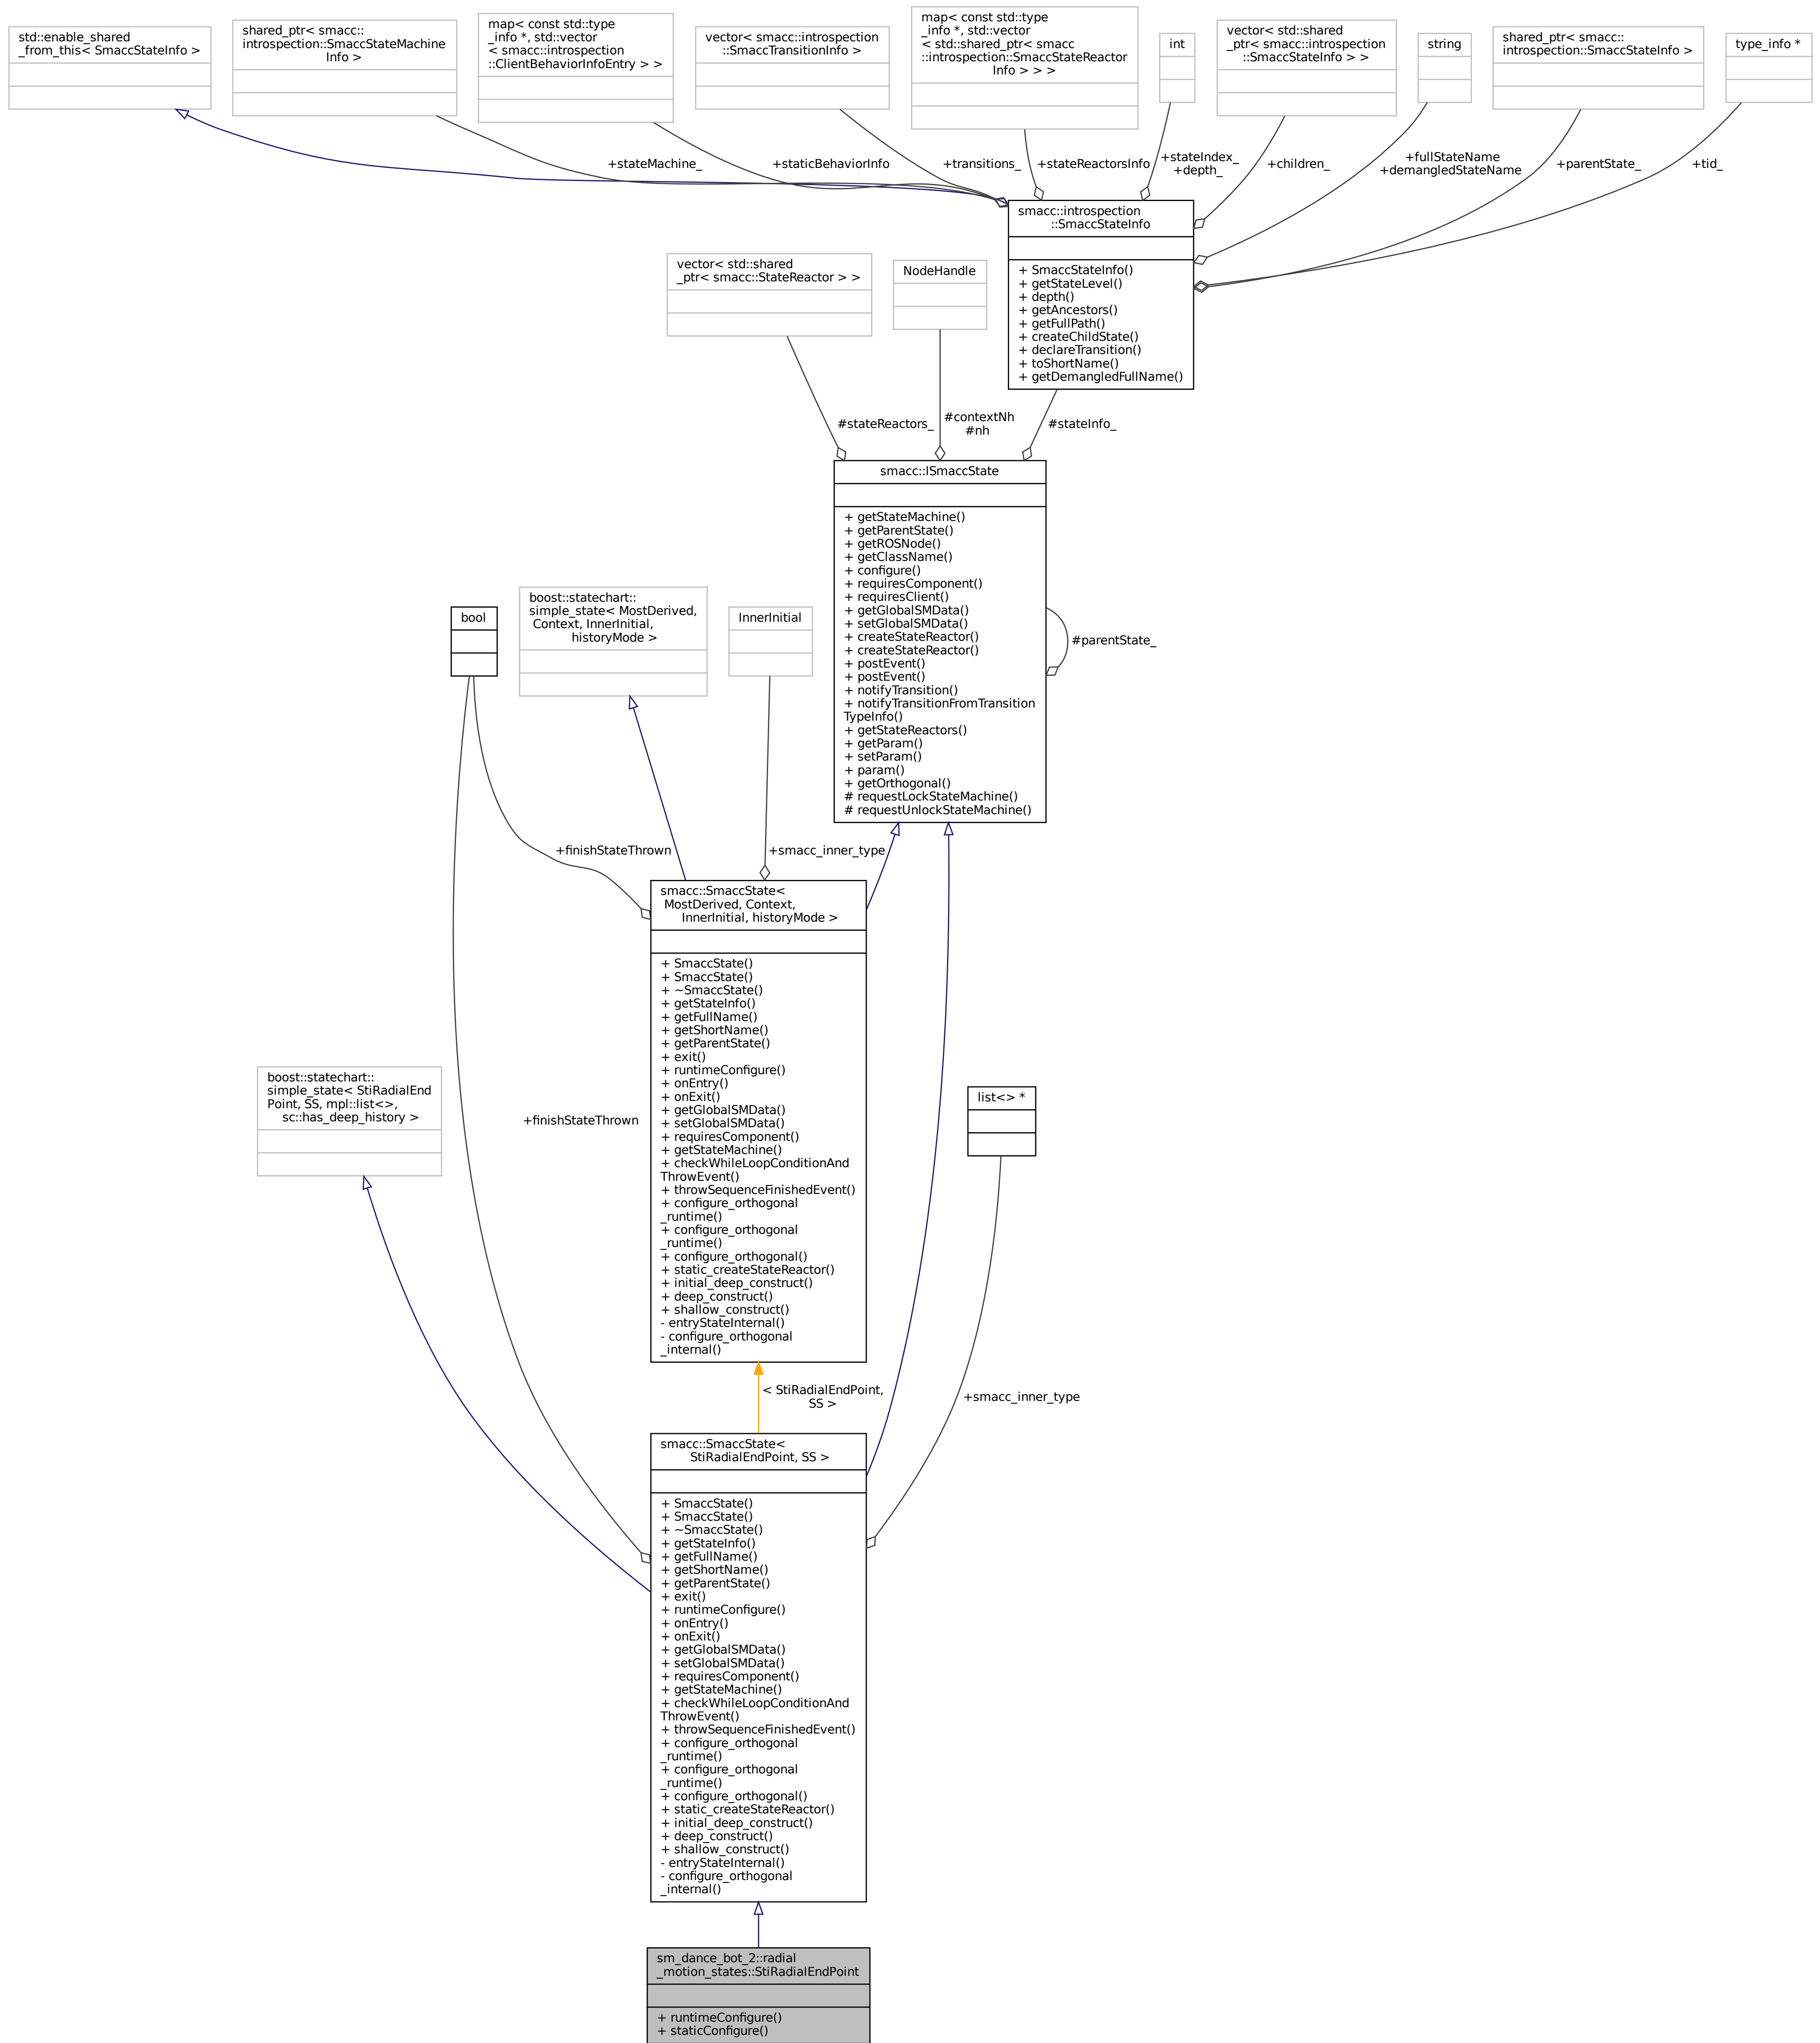 std::enable_shared
_from_this< SmaccStateInfo >
shared_ptr< smacc::
introspection::SmaccStateMachine
Info >
map< const std::type
_info *, std::vector
< smacc::introspection
::ClientBehaviorInfoEntry > >
vector< smacc::introspection
::SmaccTransitionInfo >
map< const std::type
_info *, std::vector
< std::shared_ptr< smacc
::introspection::SmaccStateReactor
Info > > >
int
vector< std::shared
_ptr< smacc::introspection
::SmaccStateInfo > >
string
shared_ptr< smacc::
introspection::SmaccStateInfo >
type_info *
+stateMachine_
+staticBehaviorInfo
+transitions_
+stateReactorsInfo
+stateIndex_
+depth_
+children_
+fullStateName
+demangledStateName
+parentState_
+tid_
smacc::introspection
::SmaccStateInfo
+ SmaccStateInfo()
+ getStateLevel()
+ depth()
+ getAncestors()
+ getFullPath()
+ createChildState()
+ declareTransition()
+ toShortName()
+ getDemangledFullName()
vector< std::shared
_ptr< smacc::StateReactor > >
NodeHandle
#stateReactors_
#contextNh
#nh
#stateInfo_
smacc::ISmaccState
+ getStateMachine()
+ getParentState()
+ getROSNode()
+ getClassName()
+ configure()
+ requiresComponent()
+ requiresClient()
+ getGlobalSMData()
+ setGlobalSMData()
+ createStateReactor()
+ createStateReactor()
+ postEvent()
+ postEvent()
+ notifyTransition()
+ notifyTransitionFromTransition
TypeInfo()
+ getStateReactors()
+ getParam()
+ setParam()
+ param()
+ getOrthogonal()
# requestLockStateMachine()
# requestUnlockStateMachine()
#parentState_
bool
boost::statechart::
simple_state< MostDerived,
Context, InnerInitial,
historyMode >
InnerInitial
+finishStateThrown
+smacc_inner_type
smacc::SmaccState<
MostDerived, Context,
InnerInitial, historyMode >
+ SmaccState()
+ SmaccState()
+ ~SmaccState()
+ getStateInfo()
+ getFullName()
+ getShortName()
+ getParentState()
+ exit()
+ runtimeConfigure()
+ onEntry()
+ onExit()
+ getGlobalSMData()
+ setGlobalSMData()
+ requiresComponent()
+ getStateMachine()
+ checkWhileLoopConditionAnd
ThrowEvent()
+ throwSequenceFinishedEvent()
+ configure_orthogonal
_runtime()
+ configure_orthogonal
_runtime()
+ configure_orthogonal()
+ static_createStateReactor()
+ initial_deep_construct()
+ deep_construct()
+ shallow_construct()
- entryStateInternal()
- configure_orthogonal
_internal()
boost::statechart::
simple_state< StiRadialEnd
Point, SS, mpl::list<>,
sc::has_deep_history >
+finishStateThrown
list<> *
< StiRadialEndPoint,
SS >
+smacc_inner_type
smacc::SmaccState<
StiRadialEndPoint, SS >
+ SmaccState()
+ SmaccState()
+ ~SmaccState()
+ getStateInfo()
+ getFullName()
+ getShortName()
+ getParentState()
+ exit()
+ runtimeConfigure()
+ onEntry()
+ onExit()
+ getGlobalSMData()
+ setGlobalSMData()
+ requiresComponent()
+ getStateMachine()
+ checkWhileLoopConditionAnd
ThrowEvent()
+ throwSequenceFinishedEvent()
+ configure_orthogonal
_runtime()
+ configure_orthogonal
_runtime()
+ configure_orthogonal()
+ static_createStateReactor()
+ initial_deep_construct()
+ deep_construct()
+ shallow_construct()
- entryStateInternal()
- configure_orthogonal
_internal()
sm_dance_bot_2::radial
_motion_states::StiRadialEndPoint
+ runtimeConfigure()
+ staticConfigure()